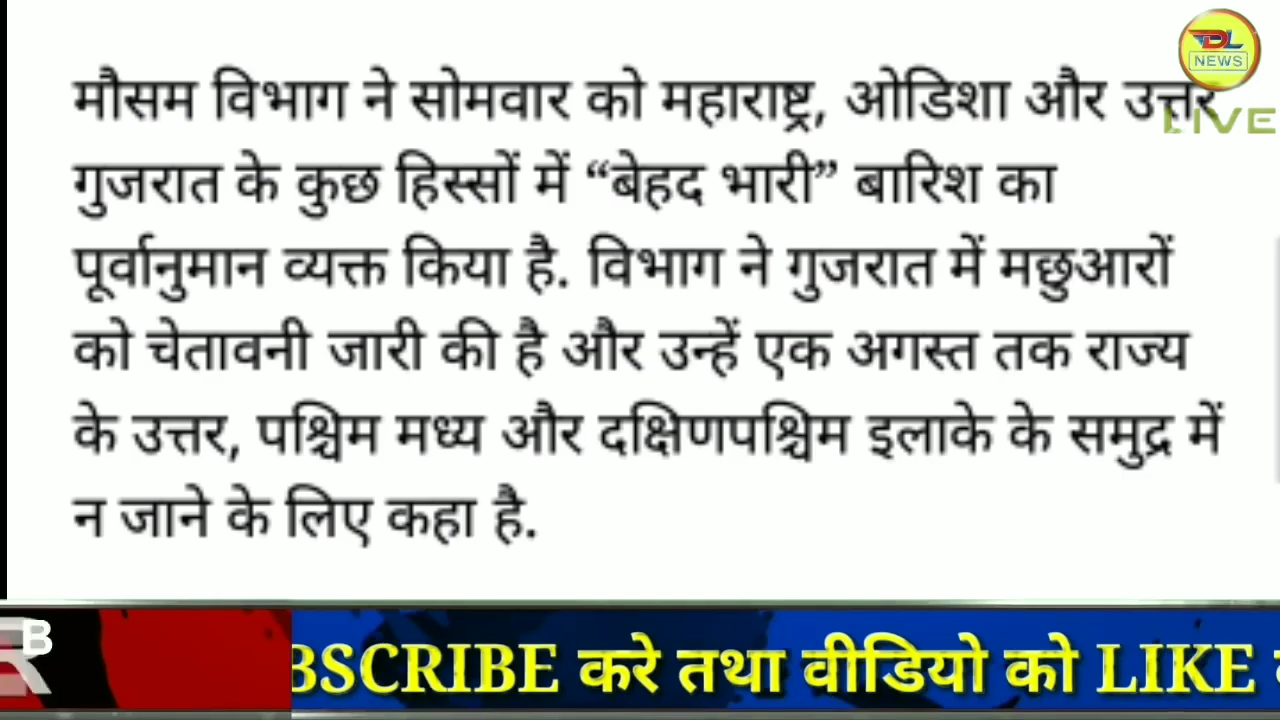 मौसम विभाग ने सोमवार को महाराष्ट्र, ओडिशा और उत्तर
गुजरात के कुछ हिस्सों में “बेहद भारी” बारिश का
पूर्वानुमान व्यक्त किया है. विभाग ने गुजरात में मछुआरों
को चेतावनी जारी की है और उन्हें एक अगस्त तक राज्य
के उत्तर, पश्चिम मध्य और दक्षिणपश्चिम इलाके के समुद्र में
न जाने के लिए कहा है.
DL
NEWS
LIVE
B
R
BSCRIBE करे तथा वीडियो को LIKE